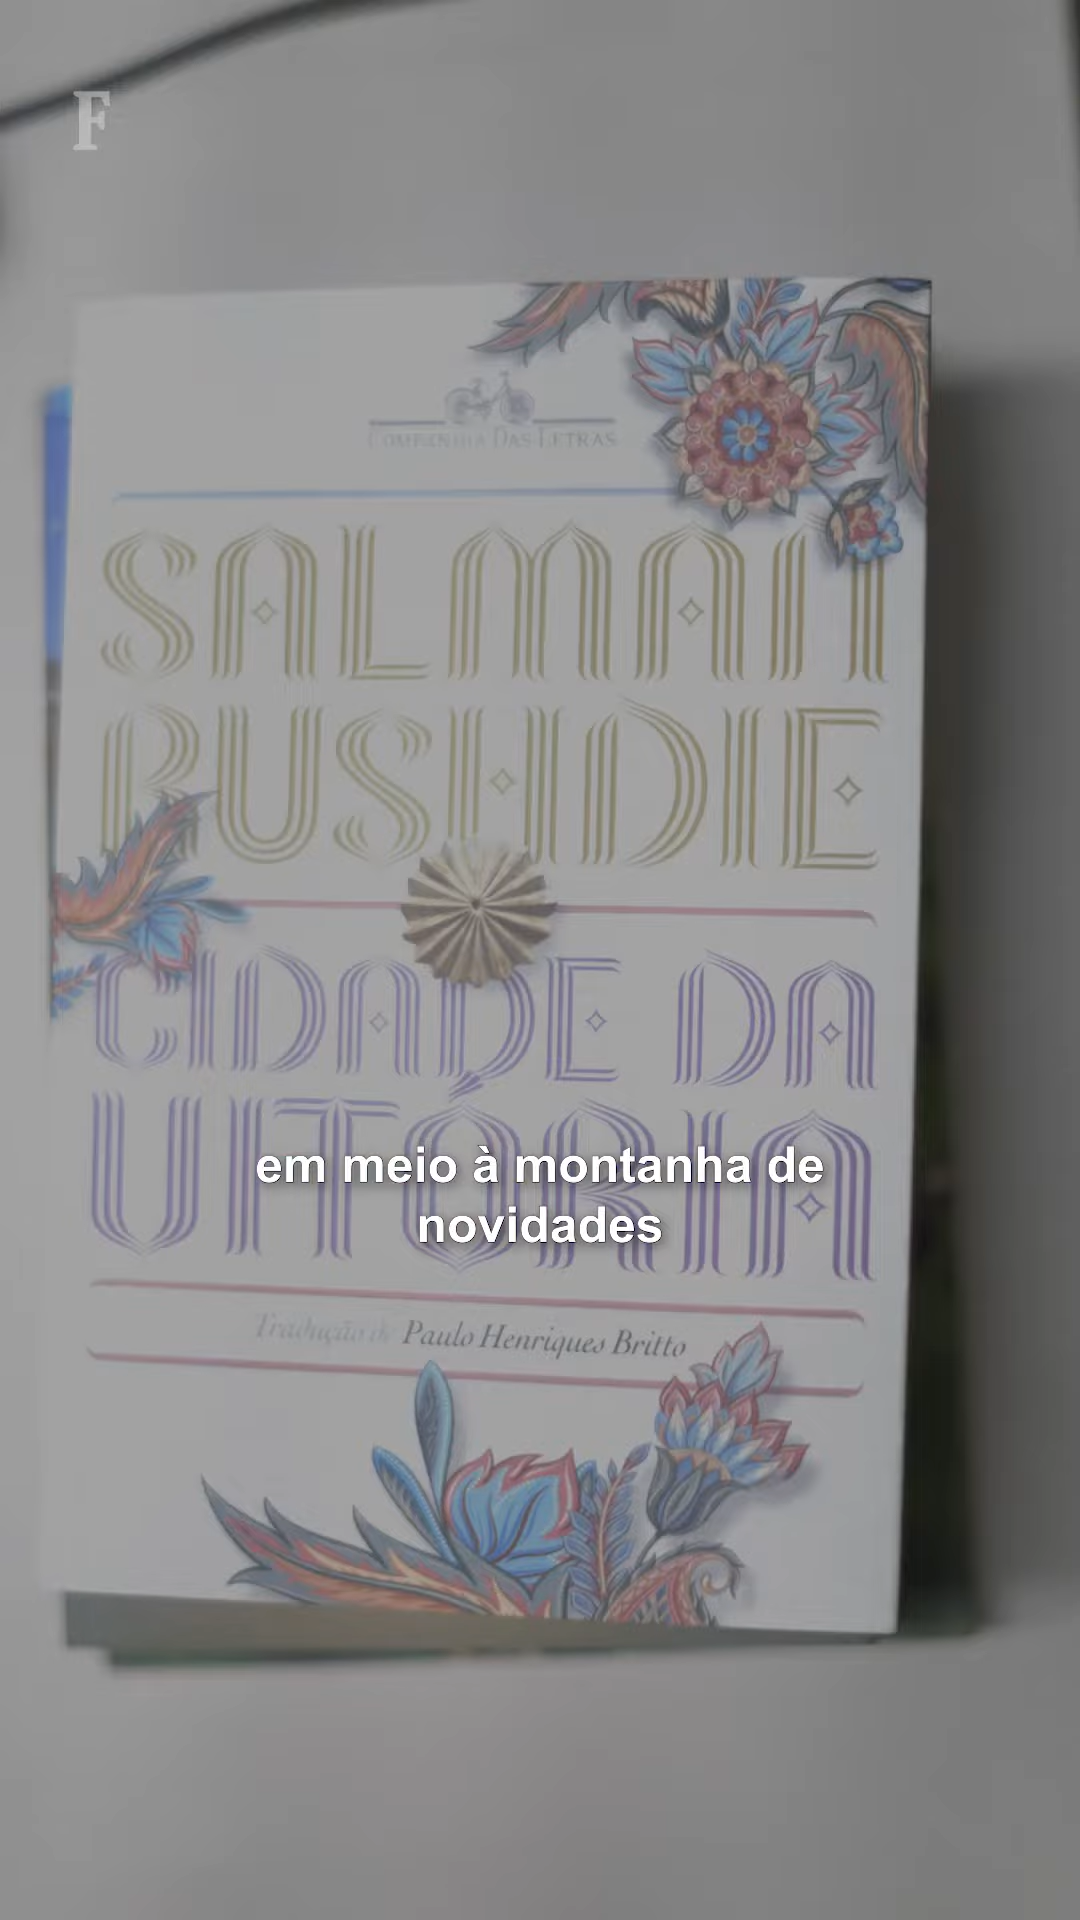 F
COMPANHIA DAS LETRAS
SALMAN
RUSHDIE
CIDADE DA
VITÓRIA
em meio à montanha de
novidades
Tradução de Paulo Henriques Britto